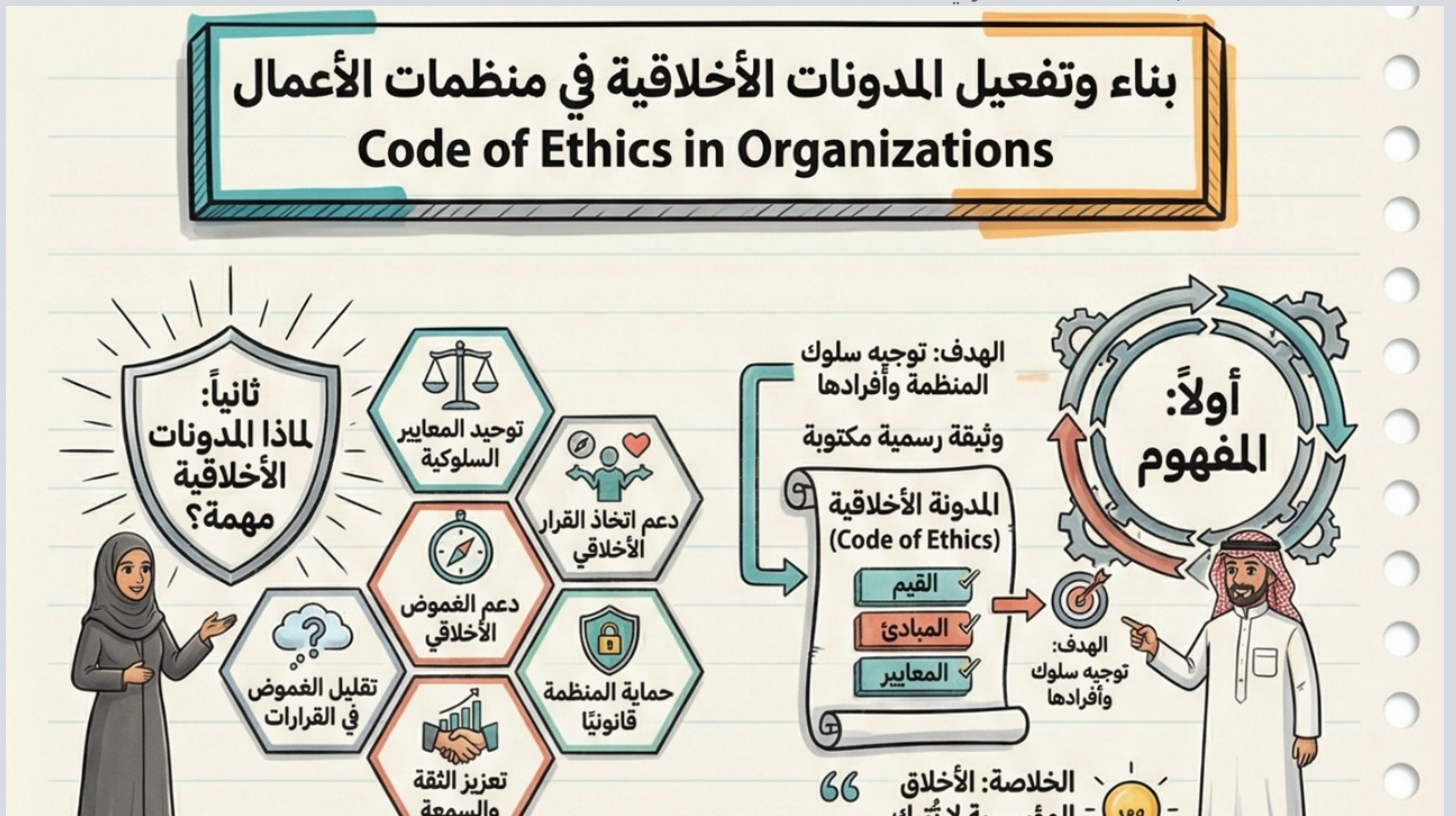 بناء وتفعيل المدونات الأخلاقية في منظمات الأعمال
Code of Ethics in Organizations
أولاً:
المفهوم
الهدف: توجيه سلوك
المنظمة وأفرادها
وثيقة رسمية مكتوبة
المدونة الأخلاقية
(Code of Ethics)
القيم
المبادئ
المعايير
الهدف:
توجيه سلوك
وأفرادها
الخلاصة: الأخلاق
ثانياً:
لماذا المدونات
الأخلاقية
مهمة؟
توحيد المعايير
السلوكية
دعم اتخاذ القرار
الأخلاقي
دعم الغموض
الأخلاقي
حماية المنظمة
قانونيًا
تقليل الغموض
في القرارات
تعزيز الثقة
والسمعة